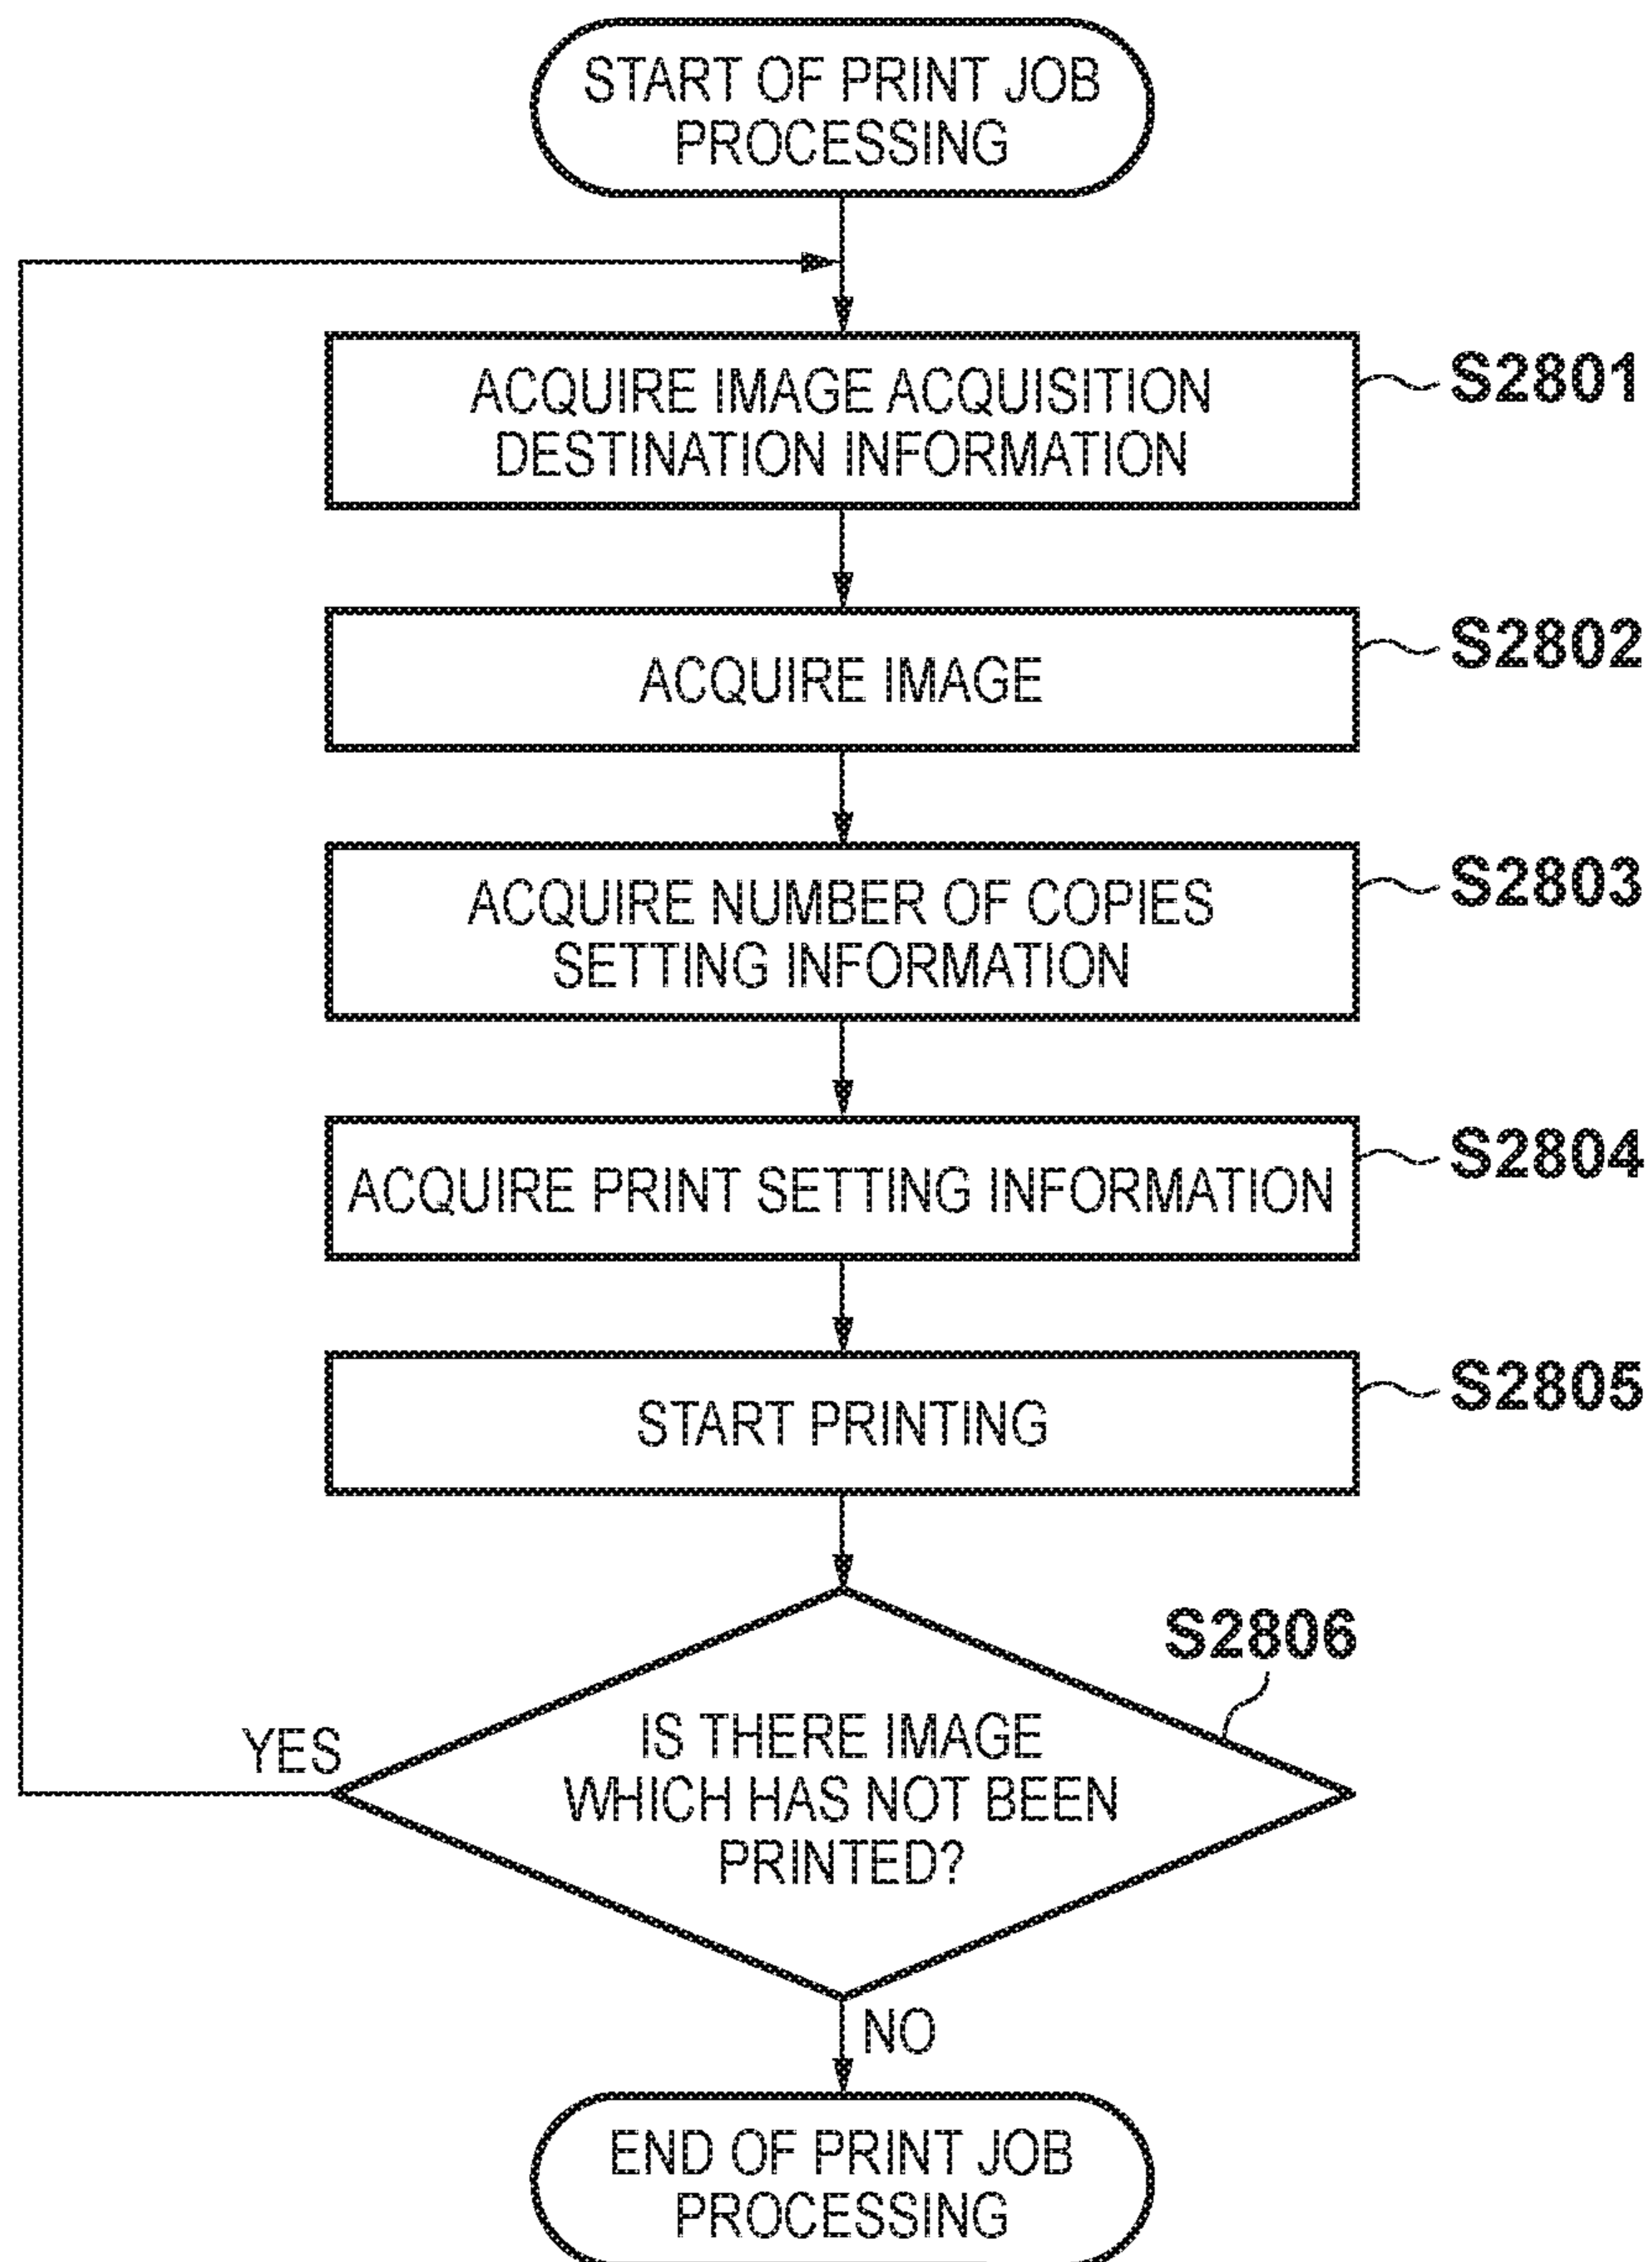 START OF PRINT JOB
PROCESSING
ACQUIRE IMAGE ACQUISITION
DESTINATION INFORMATION
S2801
ACQUIRE IMAGE
S2802
ACQUIRE NUMBER OF COPIES
SETTING INFORMATION
S2803
ACQUIRE PRINT SETTING INFORMATION
S2804
START PRINTING
S2805
S2806
IS THERE IMAGE
WHICH HAS NOT BEEN
PRINTED?
YES
NO
END OF PRINT JOB
PROCESSING